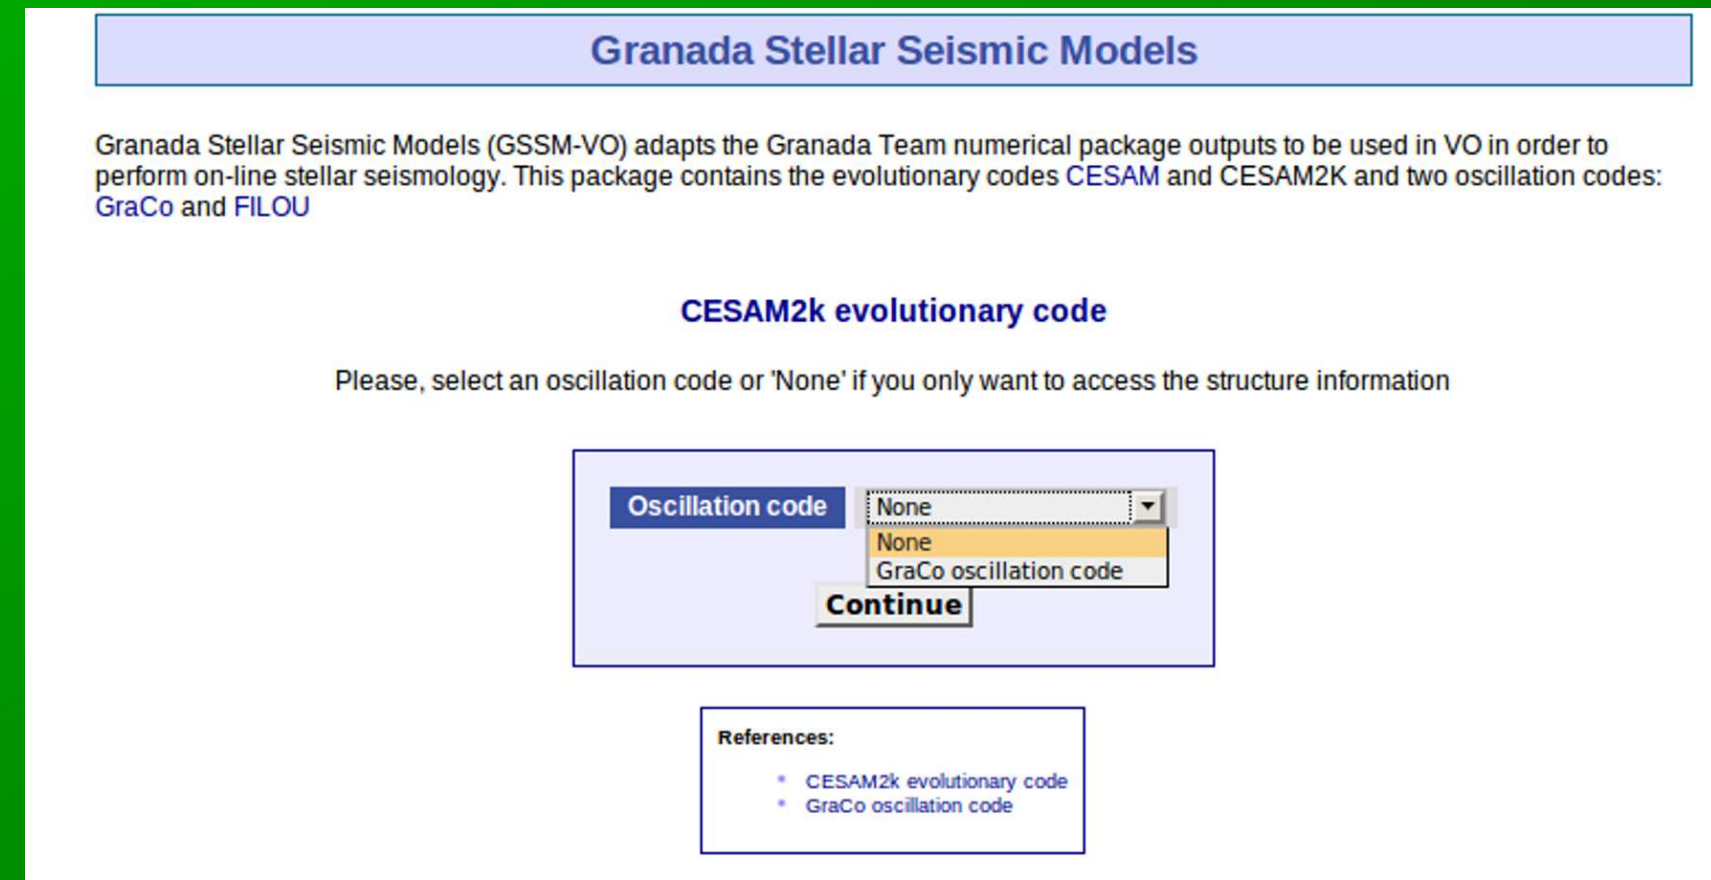 Granada Stellar Seismic Models
Granada Stellar Seismic Models (GSSM-VO) adapts the Granada Team numerical package outputs to be used in VO in order to
perform on-line stellar seismology. This package contains the evolutionary codes CESAM and CESAM2K and two oscillation codes:
GraCo and FILOU
CESAM2k evolutionary code
Please, select an oscillation code or 'None' if you only want to access the structure information
Oscillation code None
None
GraCo oscillation code
Continue
References:
CESAM2k evolutionary code
GraCo oscillation code